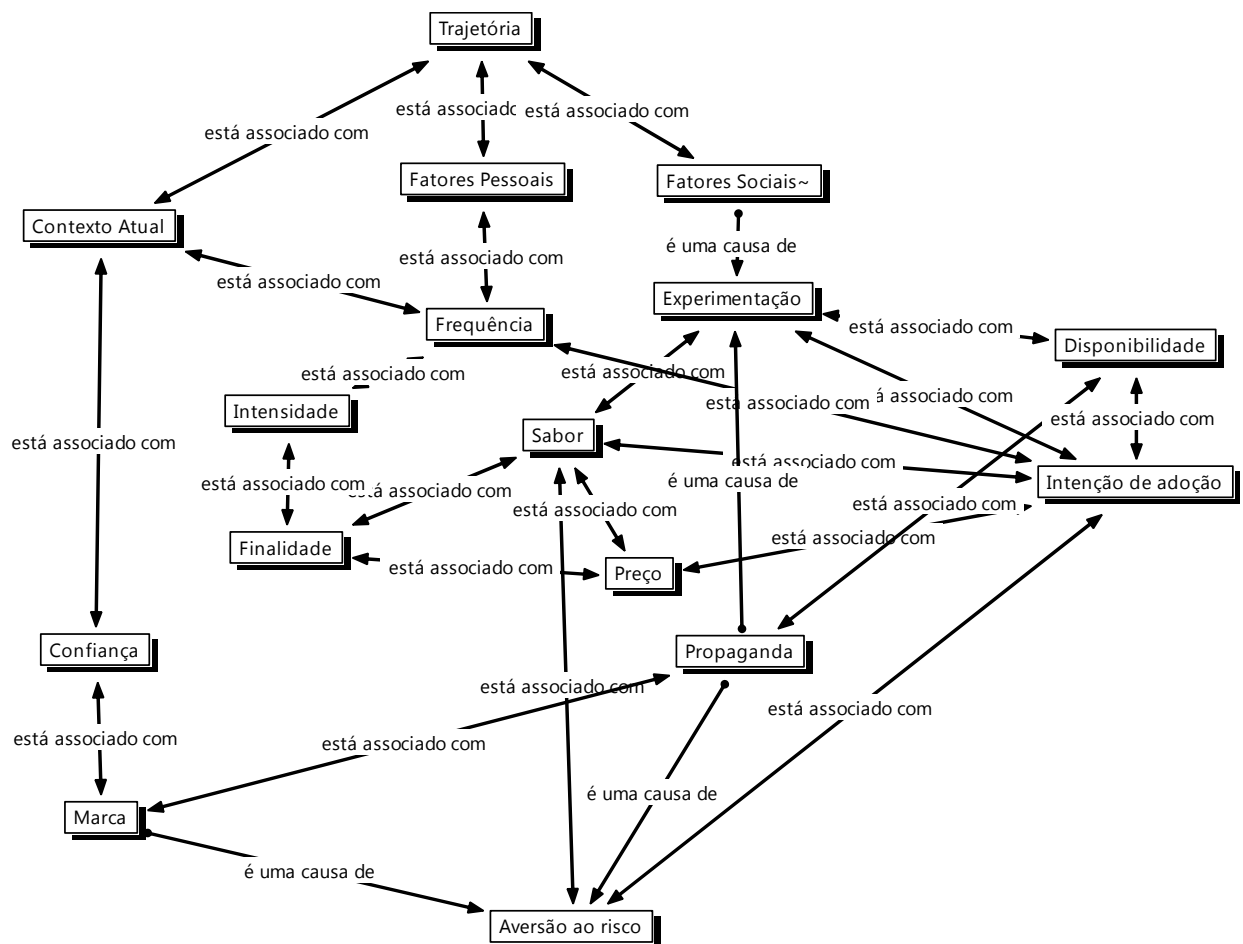 Trajetória
está associado
está associado com
está associado com
Fatores Pessoais
Fatores Sociais~
Contexto Atual
é uma causa de
está associado com
está associado com
Experimentação
Frequência
está associado com
Disponibilidade
está associado com
está associado com
Intensidade
está associado com
está associado com
está associado com
Sabor
está associado com
é uma causa de
está associado com
Intenção de adoção
está associado com
está associado com
está associado com
está associado com
Finalidade
está associado com
está associado com
Preço
Confiança
Propaganda
está associado com
está associado com
está associado com
está associado com
é uma causa de
Marca
é uma causa de
Aversão ao risco